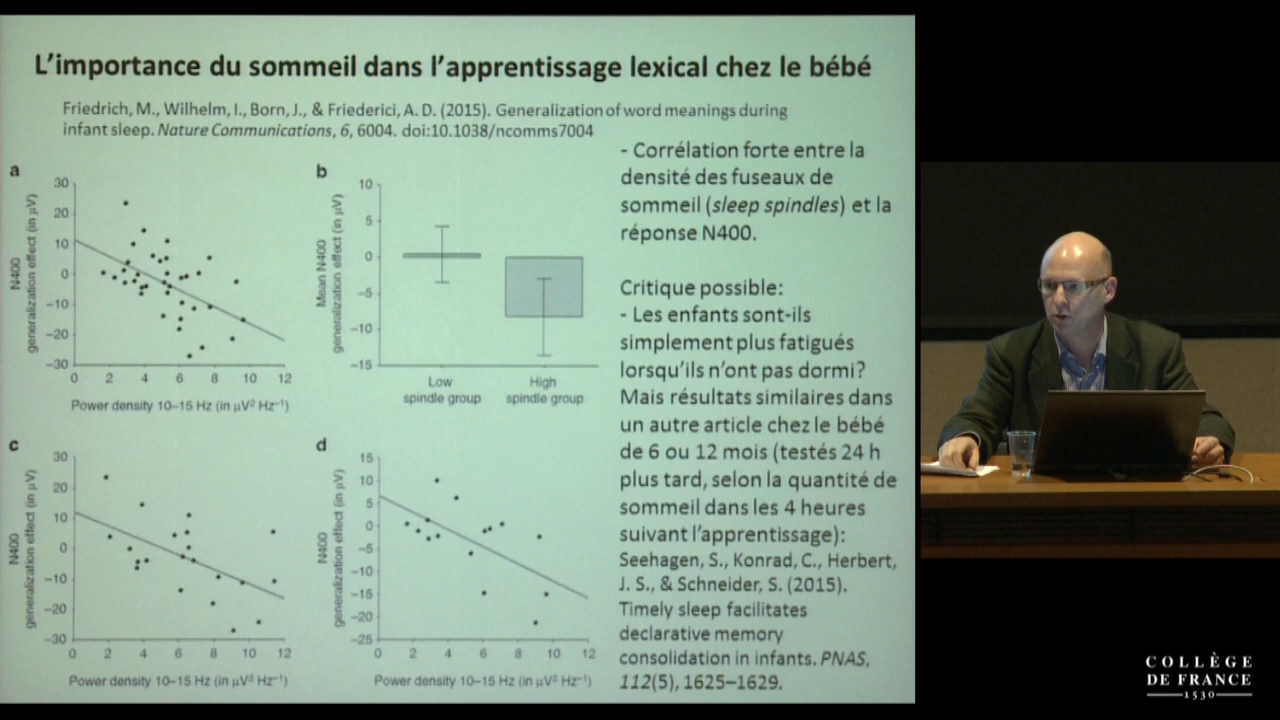 L’importance du sommeil dans l’apprentissage lexical chez le bébé
Friedrich, M., Wilhelm, I., Born, J., & Friederici, A. D. (2015). Generalization of word meanings during
infant sleep. Nature Communications, 6, 6004. doi:10.1038/ncomms7004
a
30
20
10
0
−10
−20
−30
N400
generalization effect (in µV)
0 2 4 6 8 10 12
Power density 10–15 Hz (in µV² Hz⁻¹)
b
10
5
0
−5
−10
−15
Mean N400
generalization effect (in µV)
Low
spindle group
High
spindle group
c
30
20
10
0
−10
−20
−30
N400
generalization effect (in µV)
0 2 4 6 8 10 12
Power density 10–15 Hz (in µV² Hz⁻¹)
d
15
10
5
0
−5
−10
−15
−20
−25
N400
generalization effect (in µV)
0 2 4 6 8 10 12
Power density 10–15 Hz (in µV² Hz⁻¹)
- Corrélation forte entre la
densité des fuseaux de
sommeil (sleep spindles) et la
réponse N400.
Critique possible:
- Les enfants sont-ils
simplement plus fatigués
lorsqu’ils n’ont pas dormi?
Mais résultats similaires dans
un autre article chez le bébé
de 6 ou 12 mois (testés 24 h
plus tard, selon la quantité de
sommeil dans les 4 heures
suivant l’apprentissage):
Seehagen, S., Konrad, C., Herbert,
J. S., & Schneider, S. (2015).
Timely sleep facilitates
declarative memory
consolidation in infants. PNAS,
112(5), 1625–1629.
COLLÈGE
DE FRANCE
1530